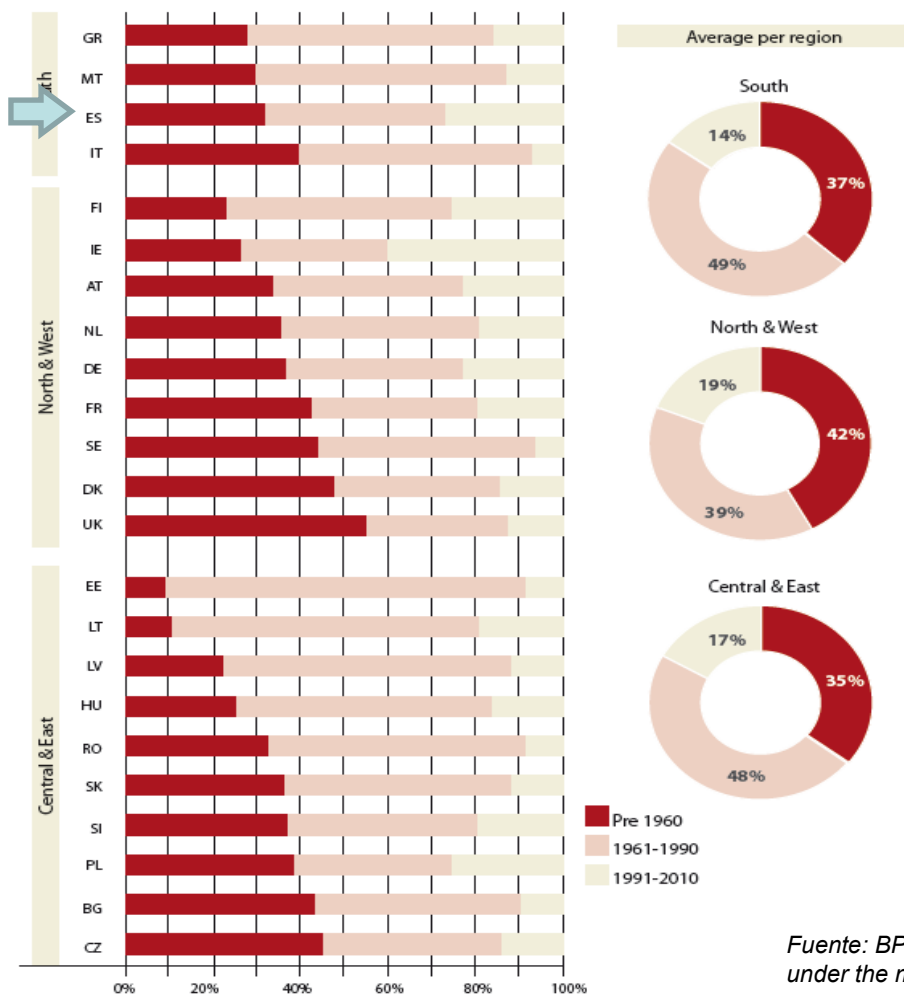 GR
MT
ES
IT
FI
IE
AT
NL
DE
FR
SE
DK
UK
EE
LT
LV
HU
RO
SK
SI
PL
BG
CZ
North & West
Central & East
0%
20%
40%
60%
80%
100%
Average per region
South
14%
37%
49%
North & West
19%
42%
39%
Central & East
17%
35%
48%
Pre 1960
1961-1990
1991-2010
Fuente: BP
under the